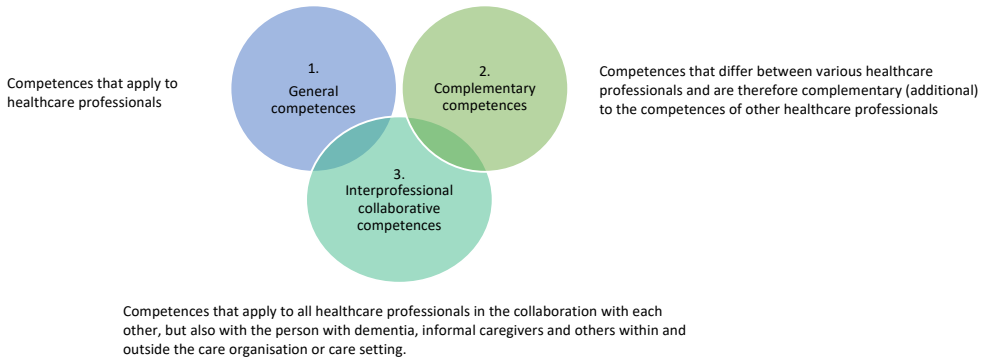 Competences that apply to
healthcare professionals
1.
General
competences
2.
Complementary
competences
Competences that differ between various healthcare
professionals and are therefore complementary (additional)
to the competences of other healthcare professionals
3.
Interprofessional
collaborative
competences
Competences that apply to all healthcare professionals in the collaboration with each
other, but also with the person with dementia, informal caregivers and others within and
outside the care organisation or care setting.